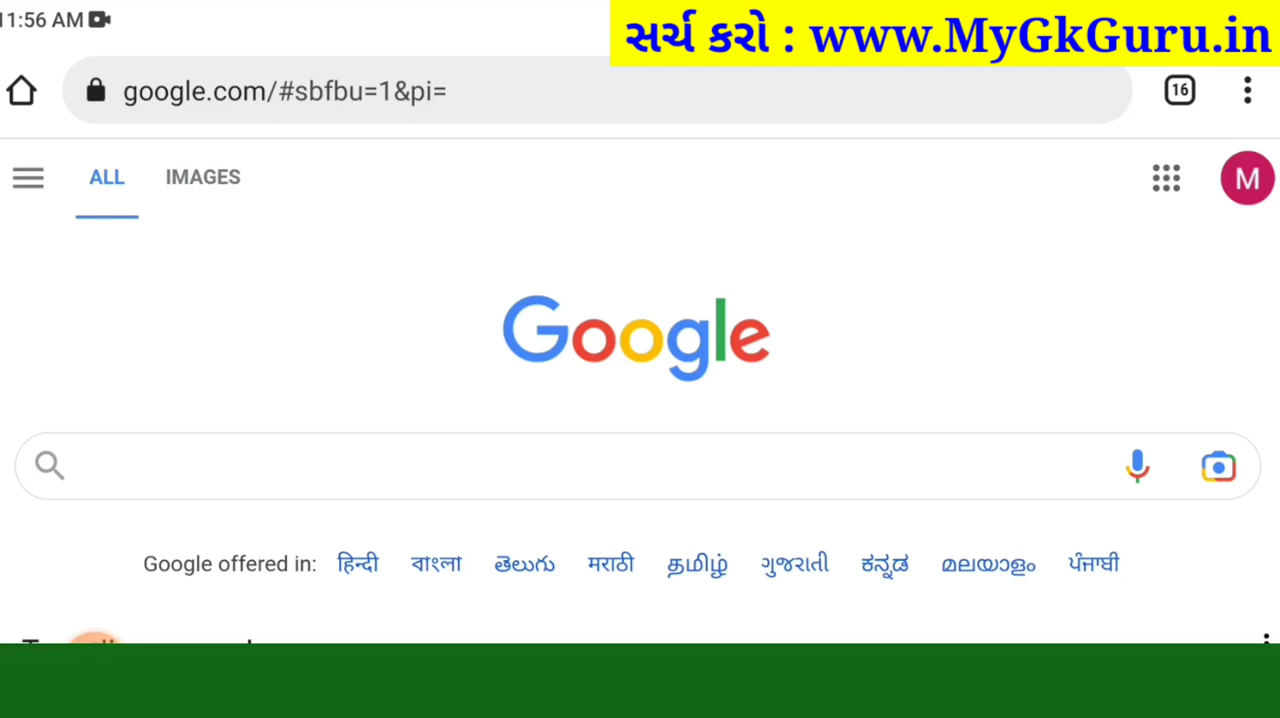 11:56 AM
સર્ચ કરો : www.MyGkGuru.in
google.com/#sbfbu=1&pi=
16
ALL IMAGES
M
Google
Google offered in: हिन्दी বাংলা తెలుగు मराठी தமிழ் ગુજરાતી ಕನ್ನಡ മലയാളം ਪੰਜਾਬੀ